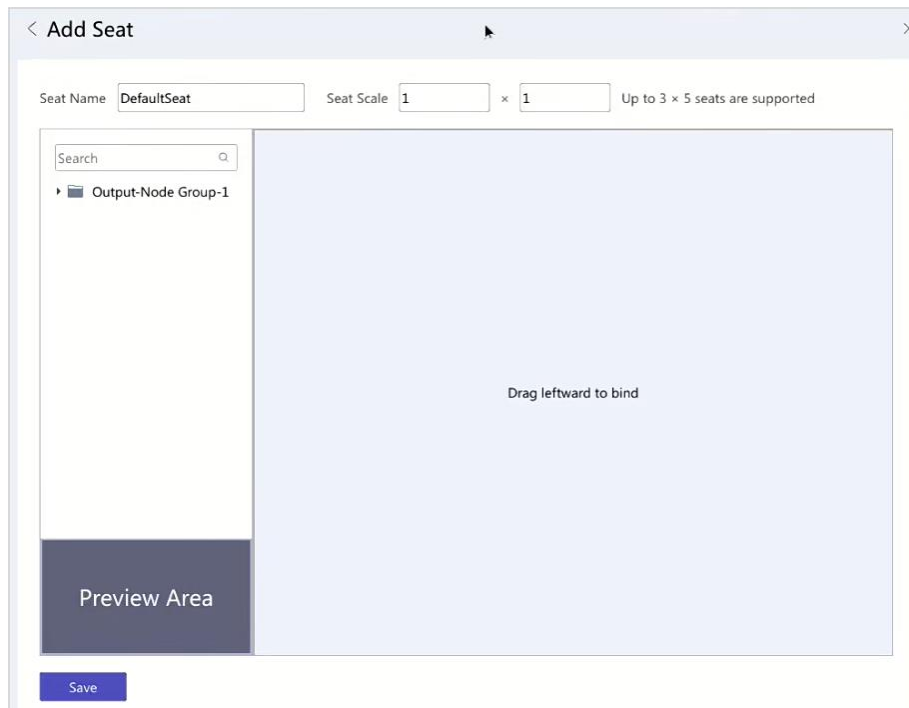 Add Seat
Seat Name DefaultSeat Seat Scale 1 × 1 Up to 3 × 5 seats are supported
Search
Output-Node Group-1
Drag leftward to bind
Preview Area
Save